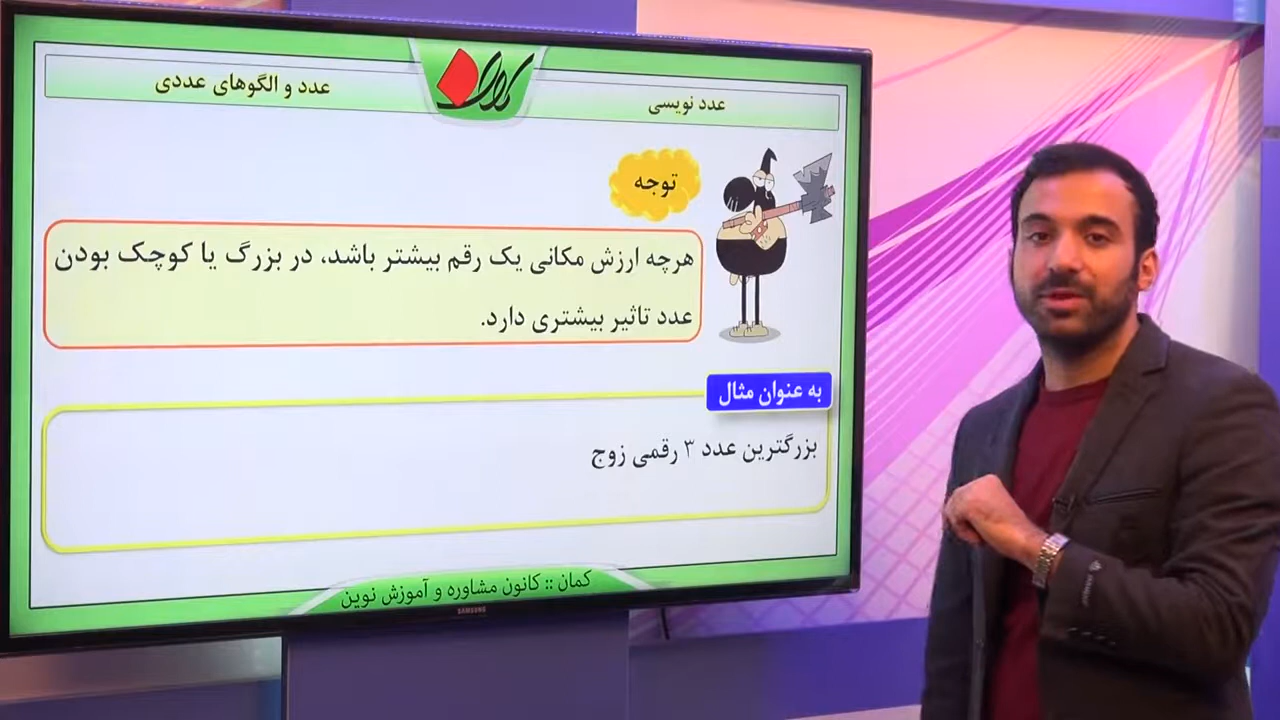 عدد نویسی
عدد و الگوهای عددی
توجه
هرچه ارزش مکانی یک رقم بیشتر باشد، در بزرگ یا کوچک بودن
عدد تاثیر بیشتری دارد.
به عنوان مثال
بزرگترین عدد ۳ رقمی زوج
کمان :: کانون مشاوره و آموزش نوین
SAMSUNG